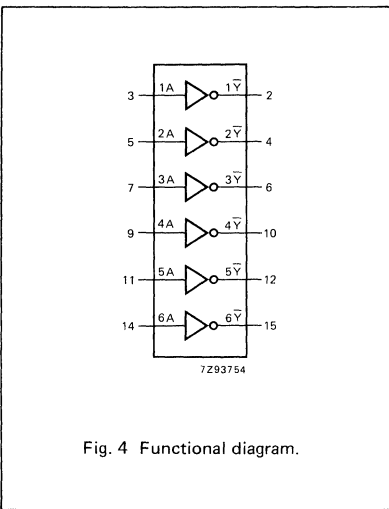 3 1A 1Y̅ 2
5 2A 2Y̅ 4
7 3A 3Y̅ 6
9 4A 4Y̅ 10
11 5A 5Y̅ 12
14 6A 6Y̅ 15
7Z93754
Fig. 4 Functional diagram.